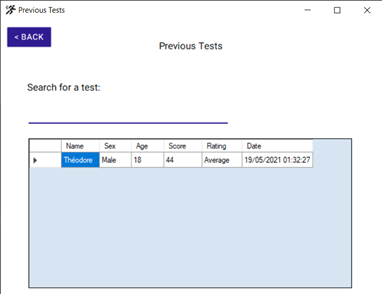 Previous Tests
< BACK
Previous Tests
Search for a test:
Name Sex Age Score Rating Date
Théodore Male 18 44 Average 19/05/2021 01:32:27